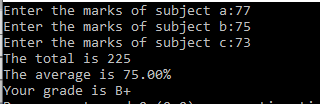 Enter the marks of subject a:77
Enter the marks of subject b:75
Enter the marks of subject c:73
The total is 225
The average is 75.00%
Your grade is B+